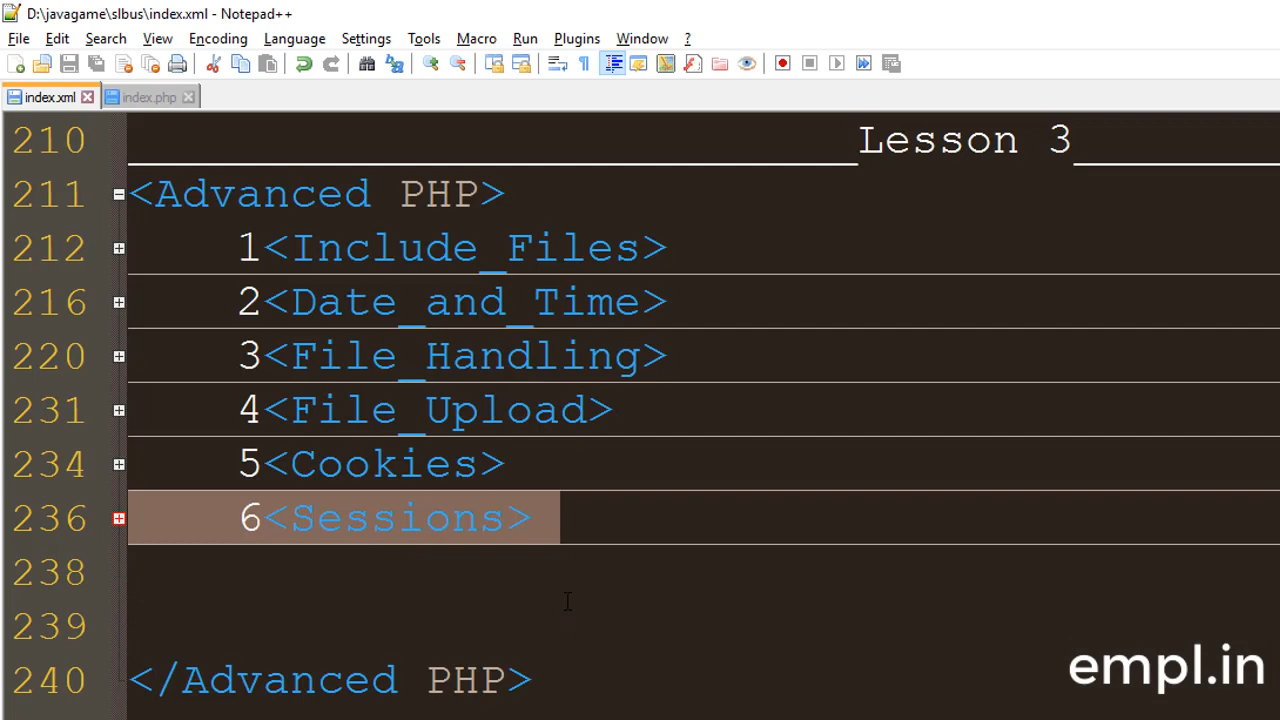 D:\javagame\slbus\index.xml - Notepad++
File Edit Search View Encoding Language Settings Tools Macro Run Plugins Window ?
index.xml index.php
210 Lesson 3
211 <Advanced PHP>
212 1<Include_Files>
216 2<Date_and_Time>
220 3<File_Handling>
231 4<File_Upload>
234 5<Cookies>
236 6<Sessions>
238
239
240 </Advanced PHP>
empl.in